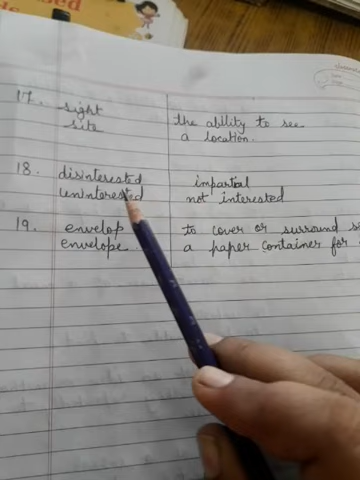 17. sight the ability to see
site a location.
18. disinterested impartial
uninterested not interested
19. envelop to cover or surround
envelope. a paper container for